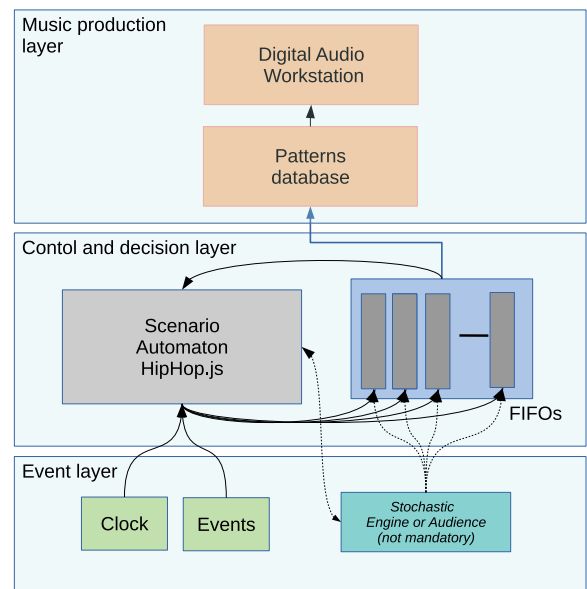 Music production
layer
Digital Audio
Workstation
Patterns
database
Contol and decision layer
Scenario
Automaton
HipHop.js
FIFOs
Event layer
Clock
Events
Stochastic
Engine or Audience
(not mandatory)